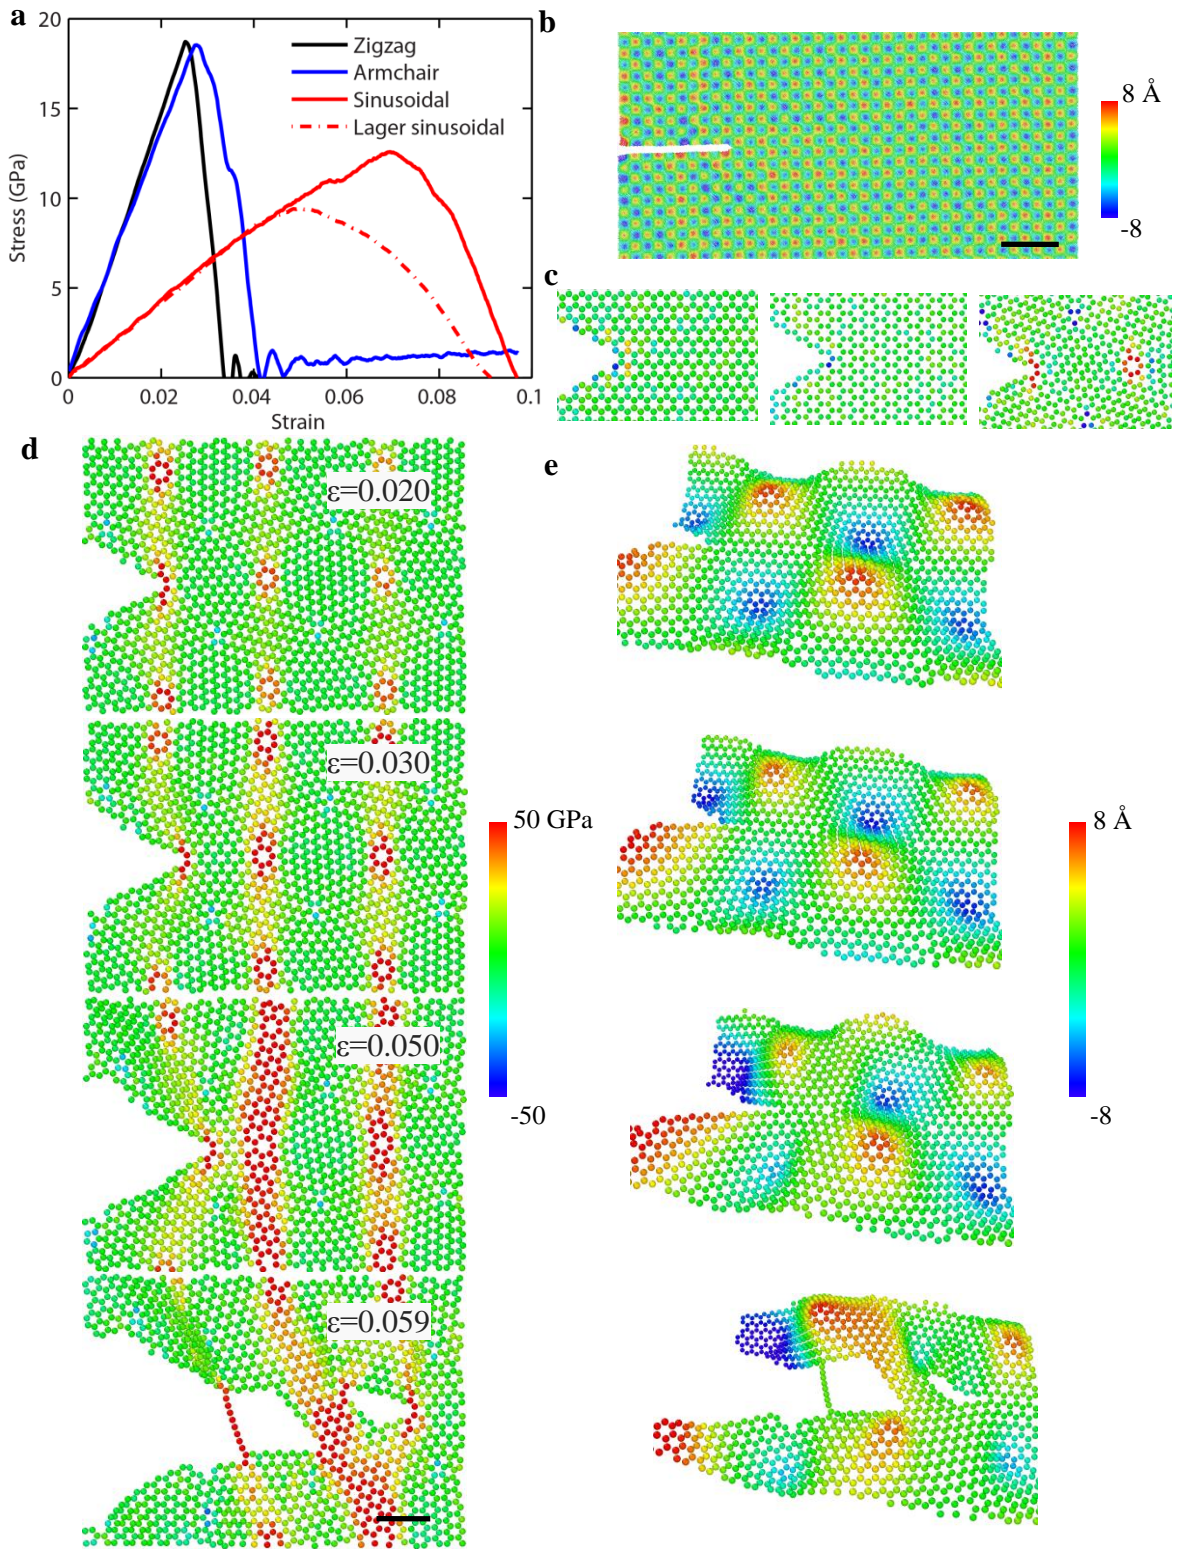 a
20
15
10
5
0
Stress (GPa)
Zigzag
Armchair
Sinusoidal
Lager sinusoidal
0
0.02
0.04
0.06
0.08
0.1
Strain
b
8 Å
-8
c
d
ε=0.020
ε=0.030
ε=0.050
ε=0.059
50 GPa
-50
e
8 Å
-8